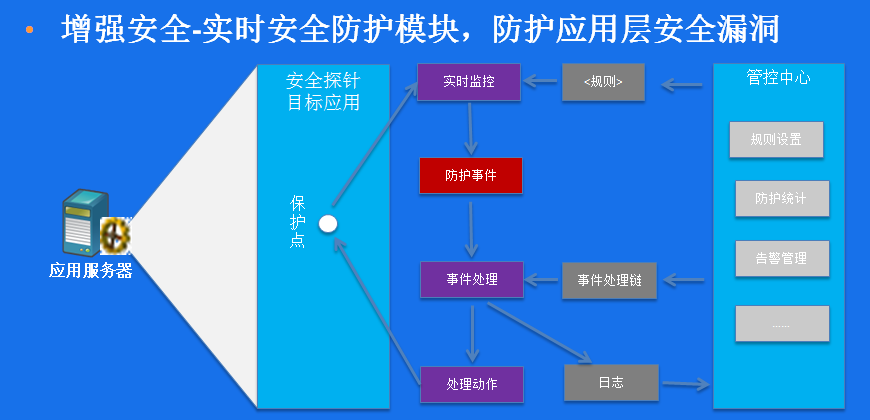 • 增强安全-实时安全防护模块，防护应用层安全漏洞
安全探针
目标应用
保
护
点
应用服务器
实时监控
<规则>
防护事件
事件处理
事件处理链
处理动作
日志
管控中心
规则设置
防护统计
告警管理
......